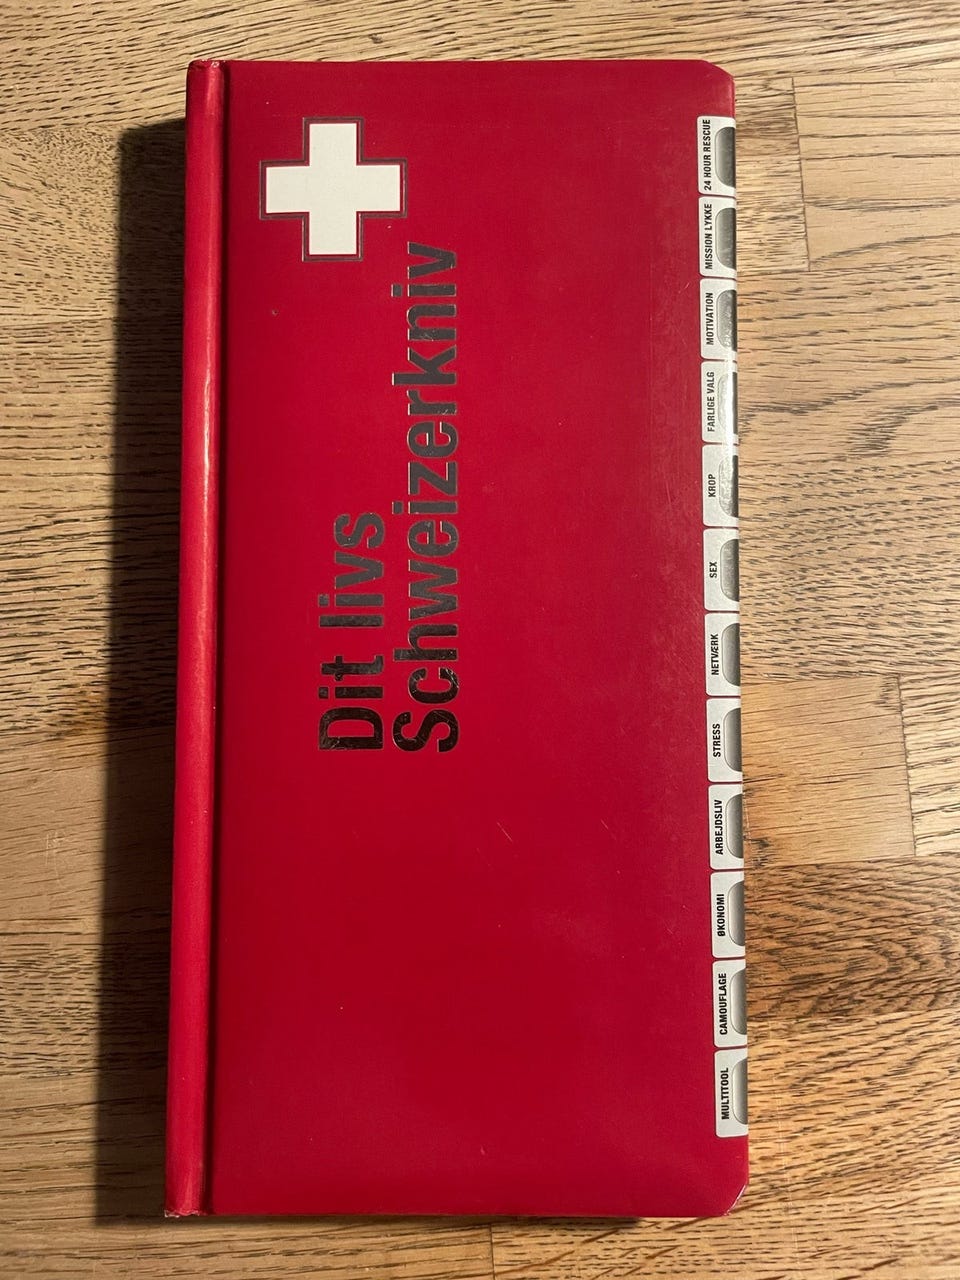 Dit livs
Schweizerkniv
24 HOUR RESCUE
MISSION LYKKE
MOTIVATION
FARLIGE VALG
KROP
SEX
NETVÆRK
STRESS
ARBEJDSLIV
ØKONOMI
CAMOUFLAGE
MULTITOOL